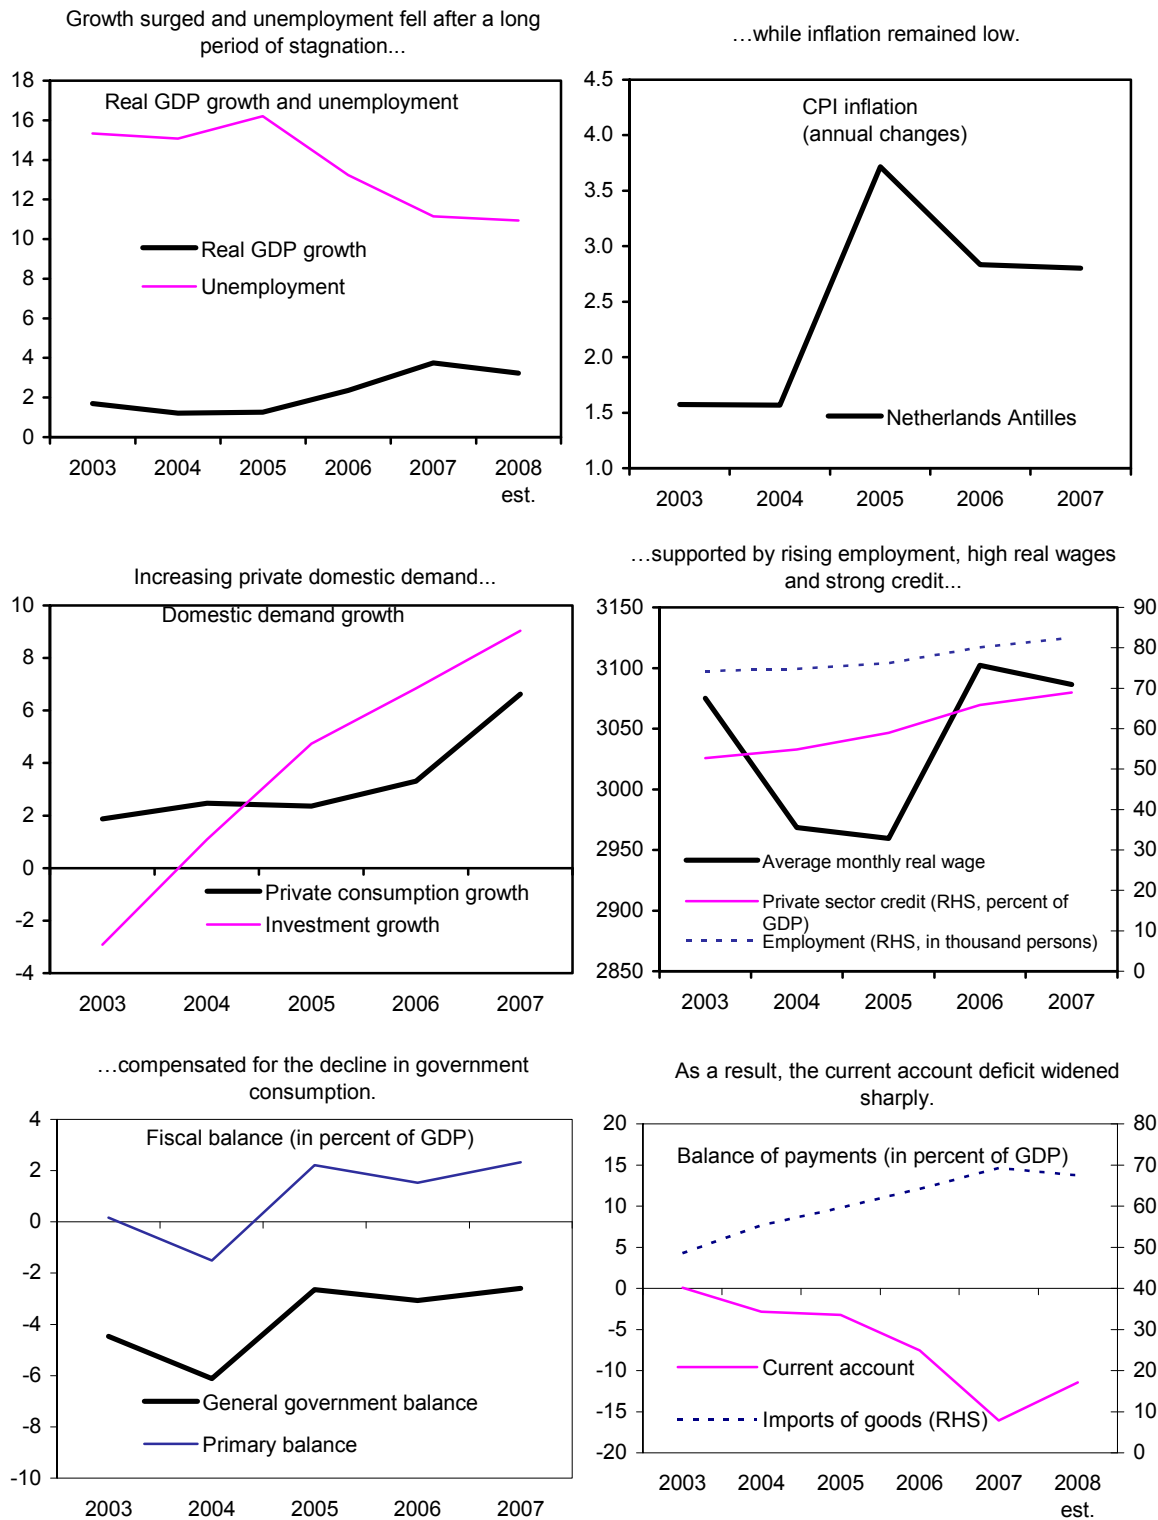 Growth surged and unemployment fell after a long
period of stagnation...
18
16
14
12
10
8
6
4
2
0
Real GDP growth and unemployment
Real GDP growth
Unemployment
2003 2004 2005 2006 2007 2008
est.
…while inflation remained low.
4.5
4.0
3.5
3.0
2.5
2.0
1.5
1.0
CPI inflation
(annual changes)
Netherlands Antilles
2003 2004 2005 2006 2007
Increasing private domestic demand...
10
8
6
4
2
0
-2
-4
Domestic demand growth
Private consumption growth
Investment growth
2003 2004 2005 2006 2007
…supported by rising employment, high real wages
and strong credit...
3150
3100
3050
3000
2950
2900
2850
90
80
70
60
50
40
30
20
10
0
Average monthly real wage
Private sector credit (RHS, percent of
GDP)
Employment (RHS, in thousand persons)
2003 2004 2005 2006 2007
…compensated for the decline in government
consumption.
4
2
0
-2
-4
-6
-8
-10
Fiscal balance (in percent of GDP)
General government balance
Primary balance
2003 2004 2005 2006 2007
As a result, the current account deficit widened
sharply.
20
15
10
5
0
-5
-10
-15
-20
80
70
60
50
40
30
20
10
0
Balance of payments (in percent of GDP)
Current account
Imports of goods (RHS)
2003 2004 2005 2006 2007 2008
est.